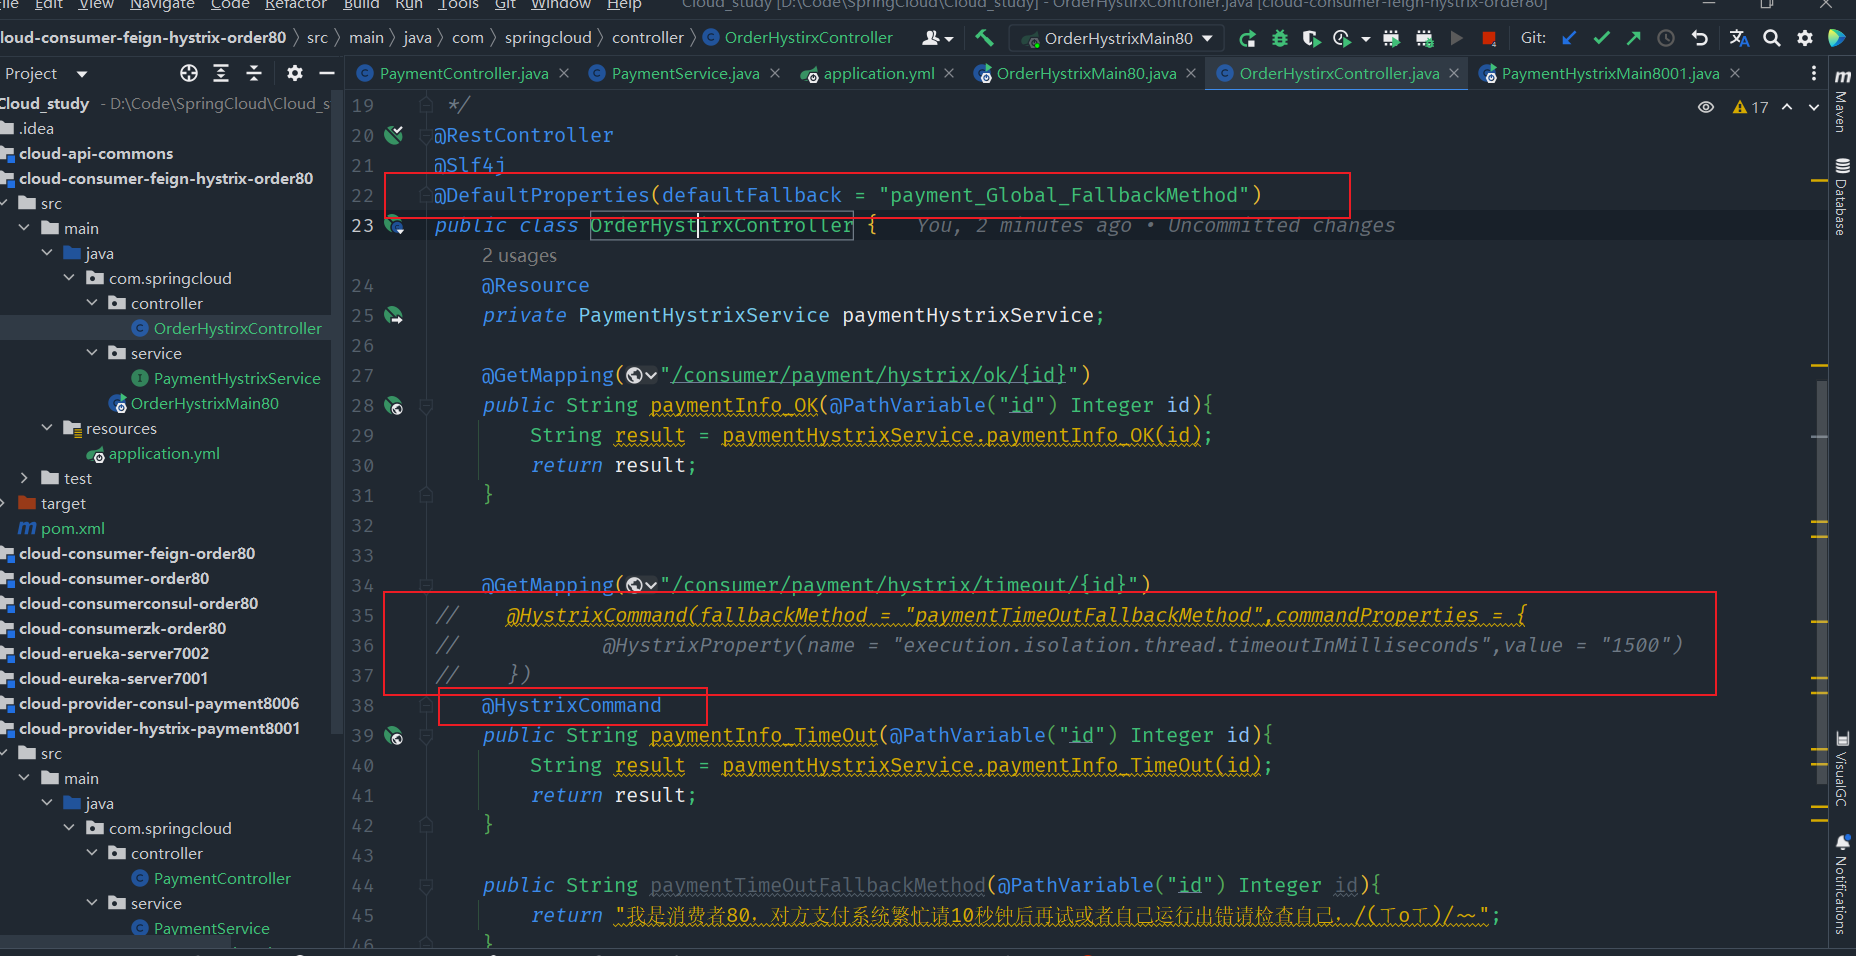 File Edit View Navigate Code Refactor Build Run Tools Git Window Help Cloud_study [D:\Code\SpringCloud\Cloud_study] - OrderHystirxController.java [cloud-consumer-feign-hystrix-order80]
loud-consumer-feign-hystrix-order80 src main java com springcloud controller OrderHystirxController OrderHystrixMain80 Git:
Project
PaymentController.java PaymentService.java application.yml OrderHystrixMain80.java OrderHystirxController.java PaymentHystrixMain8001.java
Cloud_study - D:\Code\SpringCloud\Cloud_s
.idea
cloud-api-commons
cloud-consumer-feign-hystrix-order80
src
main
java
com.springcloud
controller
OrderHystirxController
service
PaymentHystrixService
OrderHystrixMain80
resources
application.yml
test
target
pom.xml
cloud-consumer-feign-order80
cloud-consumer-order80
cloud-consumerconsul-order80
cloud-consumerzk-order80
cloud-erueka-server7002
cloud-eureka-server7001
cloud-provider-consul-payment8006
cloud-provider-hystrix-payment8001
src
main
java
com.springcloud
controller
PaymentController
service
PaymentService
17
19 */
20 @RestController
21 @Slf4j
22 @DefaultProperties(defaultFallback = "payment_Global_FallbackMethod")
23 public class OrderHystirxController { You, 2 minutes ago • Uncommitted changes
2 usages
24 @Resource
25 private PaymentHystrixService paymentHystrixService;
26
27 @GetMapping("/consumer/payment/hystrix/ok/{id}")
28 public String paymentInfo_OK(@PathVariable("id") Integer id){
29 String result = paymentHystrixService.paymentInfo_OK(id);
30 return result;
31 }
32
33
34 @GetMapping("/consumer/payment/hystrix/timeout/{id}")
35 // @HystrixCommand(fallbackMethod = "paymentTimeOutFallbackMethod",commandProperties = {
36 // @HystrixProperty(name = "execution.isolation.thread.timeoutInMilliseconds",value = "1500")
37 // })
38 @HystrixCommand
39 public String paymentInfo_TimeOut(@PathVariable("id") Integer id){
40 String result = paymentHystrixService.paymentInfo_TimeOut(id);
41 return result;
42 }
43
44 public String paymentTimeOutFallbackMethod(@PathVariable("id") Integer id){
45 return "我是消费者80，对方支付系统繁忙请10秒钟后再试或者自己运行出错请检查自己，/(ㄒoㄒ)/~~";
46 }
Maven
Database
VisualGC
Notifications